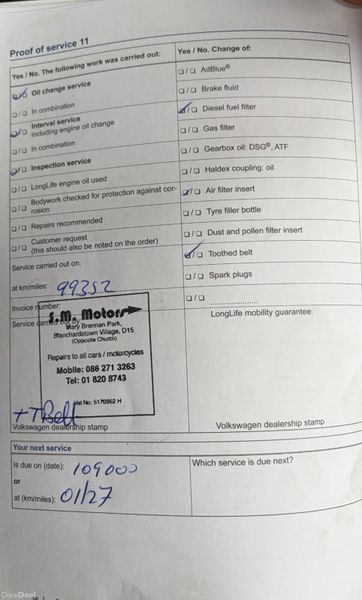 Proof of service 11
Yes / No. The following work was carried out:
Oil change service
❑/❑ In combination
Interval service
including engine oil change
❑/❑ In combination
Inspection service
❑/❑ LongLife engine oil used
❑/❑ Bodywork checked for protection against cor-
rosion
❑/❑ Repairs recommended
❑/❑ Customer request
(this should also be noted on the order)
Service carried out on:
at km/miles: 99352
Invoice number:
Service carried out by
S.M. Motors
Mary Brennan Park,
Blanchardstown Village, D15
(Opposite Church)
Repairs to all cars / motorcycles
Mobile: 086 271 3263
Tel: 01 820 8743
Vat No: 5170962 H
+ T Belt
Volkswagen dealership stamp
Yes / No. Change of:
❑/❑ AdBlue®
❑/❑ Brake fluid
☑/❑ Diesel fuel filter
❑/❑ Gas filter
❑/❑ Gearbox oil: DSG®, ATF
❑/❑ Haldex coupling: oil
☑/❑ Air filter insert
❑/❑ Tyre filler bottle
❑/❑ Dust and pollen filter insert
☑/❑ Toothed belt
❑/❑ Spark plugs
❑/❑ ......................
LongLife mobility guarantee:
Volkswagen dealership stamp
Your next service
Is due on (date): 109000
or
at (km/miles): 01/27
Which service is due next?
DoneDeal